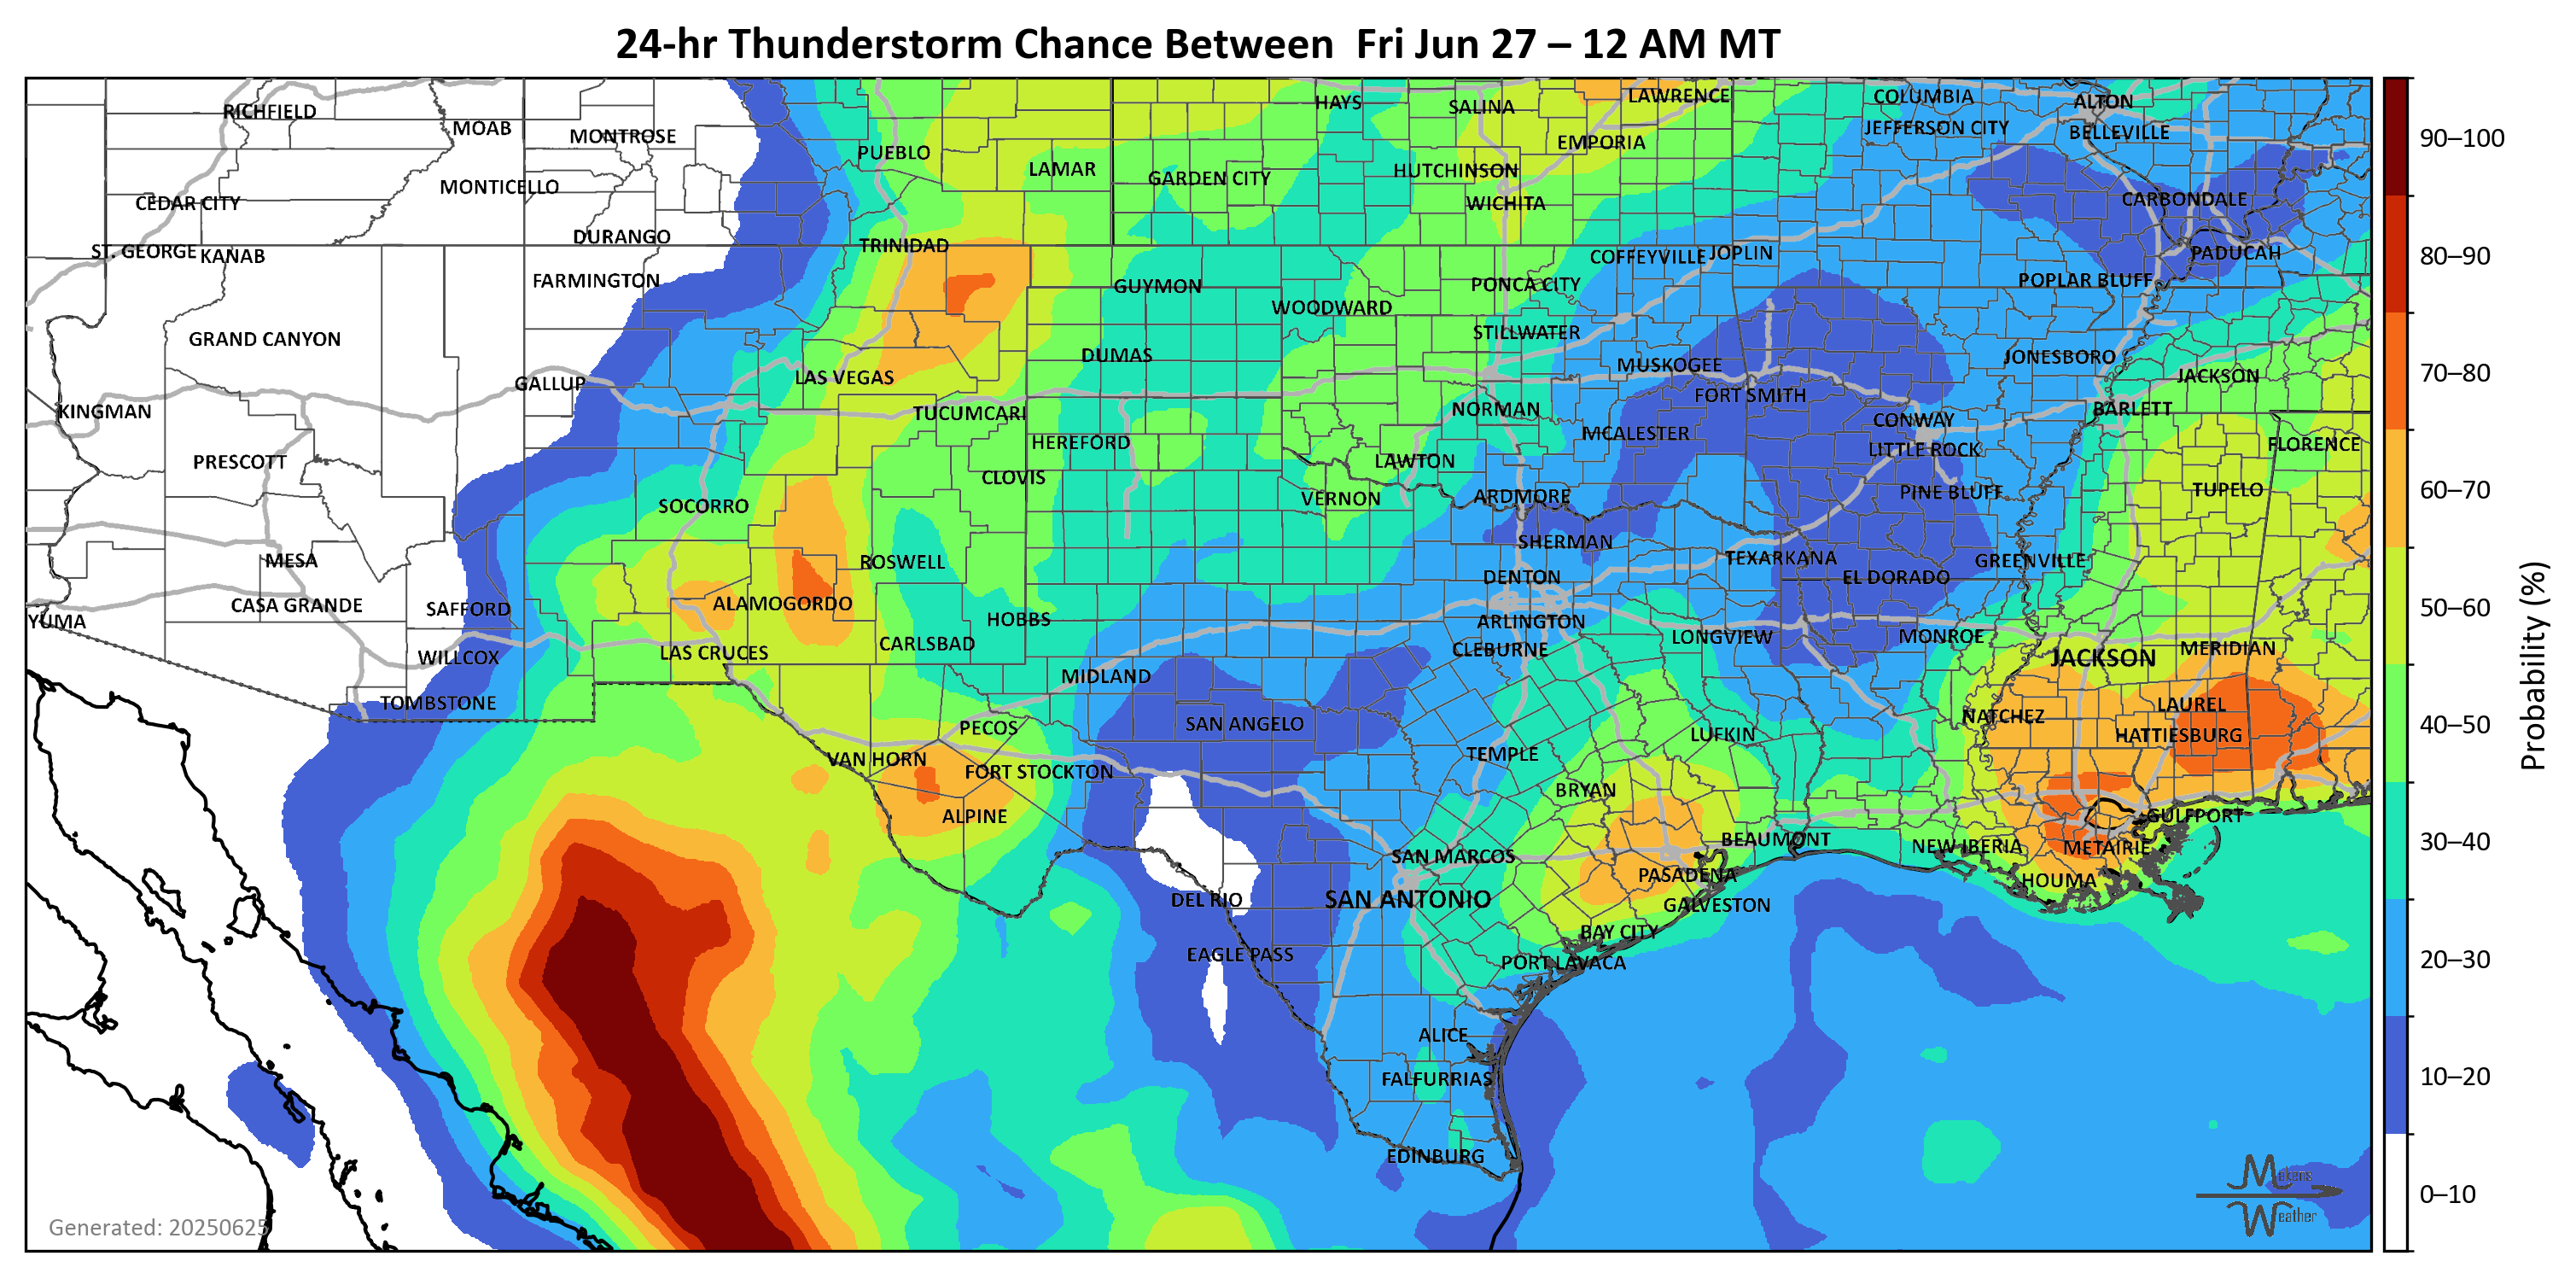 24-hr Thunderstorm Chance Between  Fri Jun 27 – 12 AM MT
RICHFIELD
MOAB
MONTROSE
PUEBLO
LAMAR
HAYS
SALINA
LAWRENCE
COLUMBIA
ALTON
EMPORIA
JEFFERSON CITY
BELLEVILLE
MONTICELLO
GARDEN CITY
HUTCHINSON
CEDAR CITY
WICHITA
CARBONDALE
DURANGO
TRINIDAD
ST. GEORGE
KANAB
COFFEYVILLE
JOPLIN
PADUCAH
FARMINGTON
GUYMON
PONCA CITY
POPLAR BLUFF
WOODWARD
GRAND CANYON
DUMAS
STILLWATER
JONESBORO
MUSKOGEE
GALLUP
LAS VEGAS
JACKSON
FORT SMITH
KINGMAN
TUCUMCARI
NORMAN
BARLETT
CONWAY
PRESCOTT
HEREFORD
MCALESTER
LITTLE ROCK
FLORENCE
LAWTON
CLOVIS
SOCORRO
VERNON
ARDMORE
PINE BLUFF
TUPELO
MESA
ROSWELL
SHERMAN
TEXARKANA
GREENVILLE
DENTON
EL DORADO
CASA GRANDE
SAFFORD
ALAMOGORDO
YUMA
HOBBS
ARLINGTON
CARLSBAD
LONGVIEW
MONROE
WILLCOX
LAS CRUCES
CLEBURNE
JACKSON
MERIDIAN
MIDLAND
TOMBSTONE
PECOS
SAN ANGELO
NATCHEZ
LAUREL
LUFKIN
HATTIESBURG
VAN HORN
FORT STOCKTON
TEMPLE
BRYAN
ALPINE
GULFPORT
SAN MARCOS
BEAUMONT
NEW IBERIA
METAIRIE
PASADENA
HOUMA
DEL RIO
SAN ANTONIO
GALVESTON
BAY CITY
EAGLE PASS
PORT LAVACA
ALICE
FALFURRIAS
EDINBURG
Generated: 20250625
Mekens
Weather
90–100
80–90
70–80
60–70
50–60
40–50
30–40
20–30
10–20
0–10
Probability (%)